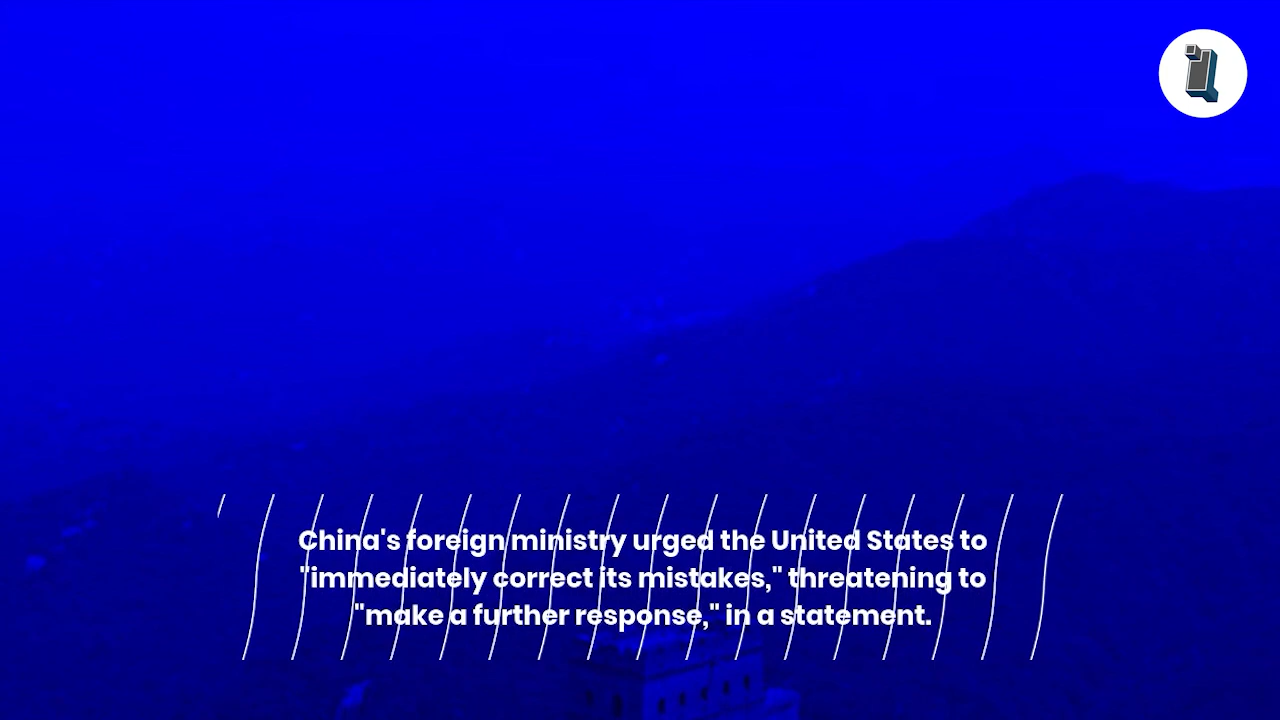 China's foreign ministry urged the United States to
"immediately correct its mistakes," threatening to
"make a further response," in a statement.